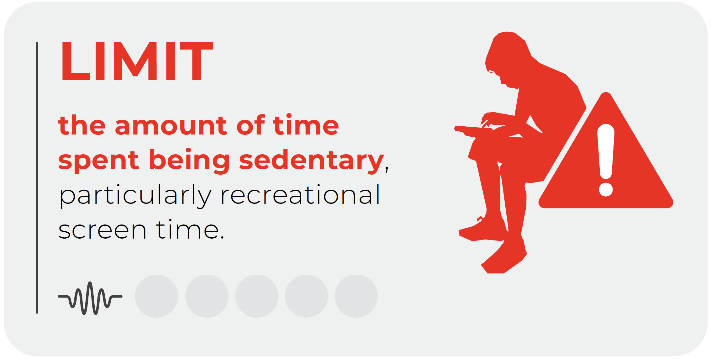 LIMIT
the amount of time
spent being sedentary,
particularly recreational
screen time.
!